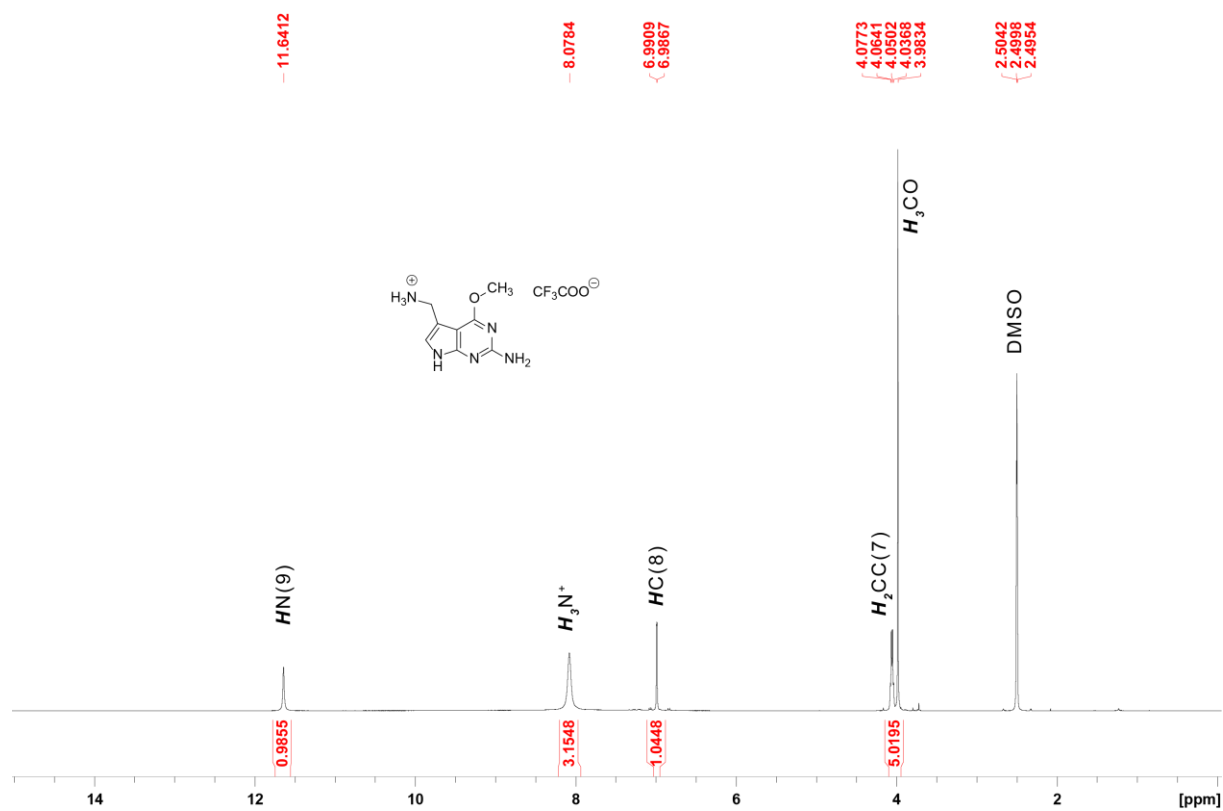 11.6412
8.0784
6.9909
6.9867
4.0773
4.0641
4.0502
4.0368
3.9834
2.5042
2.4998
2.4954
H₃CO
DMSO
H₃N⊕
O
CH₃
CF₃COO⊖
N
N
H
N
NH₂
HN(9)
H₃N⁺
HC(8)
H₂CC(7)
0.9855
3.1548
1.0448
5.0195
14 12 10 8 6 4 2 [ppm]